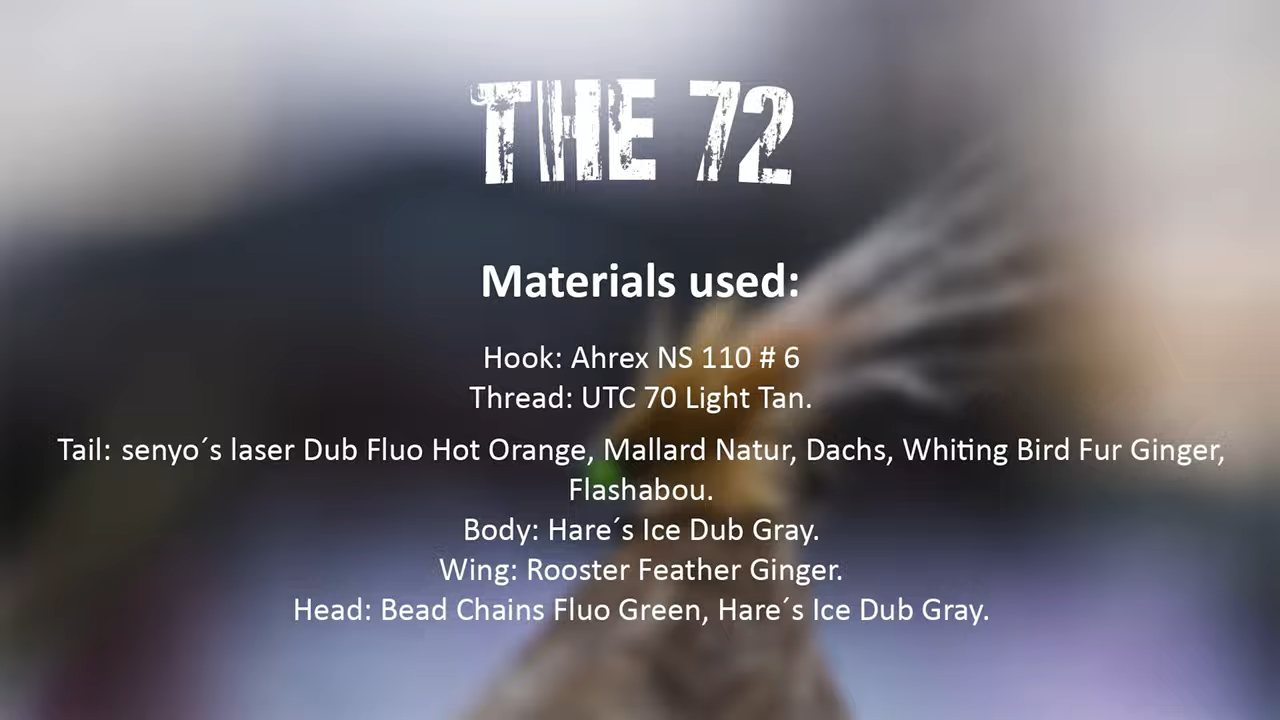 THE 72
Materials used:
Hook: Ahrex NS 110 # 6
Thread: UTC 70 Light Tan.
Tail: senyo´s laser Dub Fluo Hot Orange, Mallard Natur, Dachs, Whiting Bird Fur Ginger,
Flashabou.
Body: Hare´s Ice Dub Gray.
Wing: Rooster Feather Ginger.
Head: Bead Chains Fluo Green, Hare´s Ice Dub Gray.